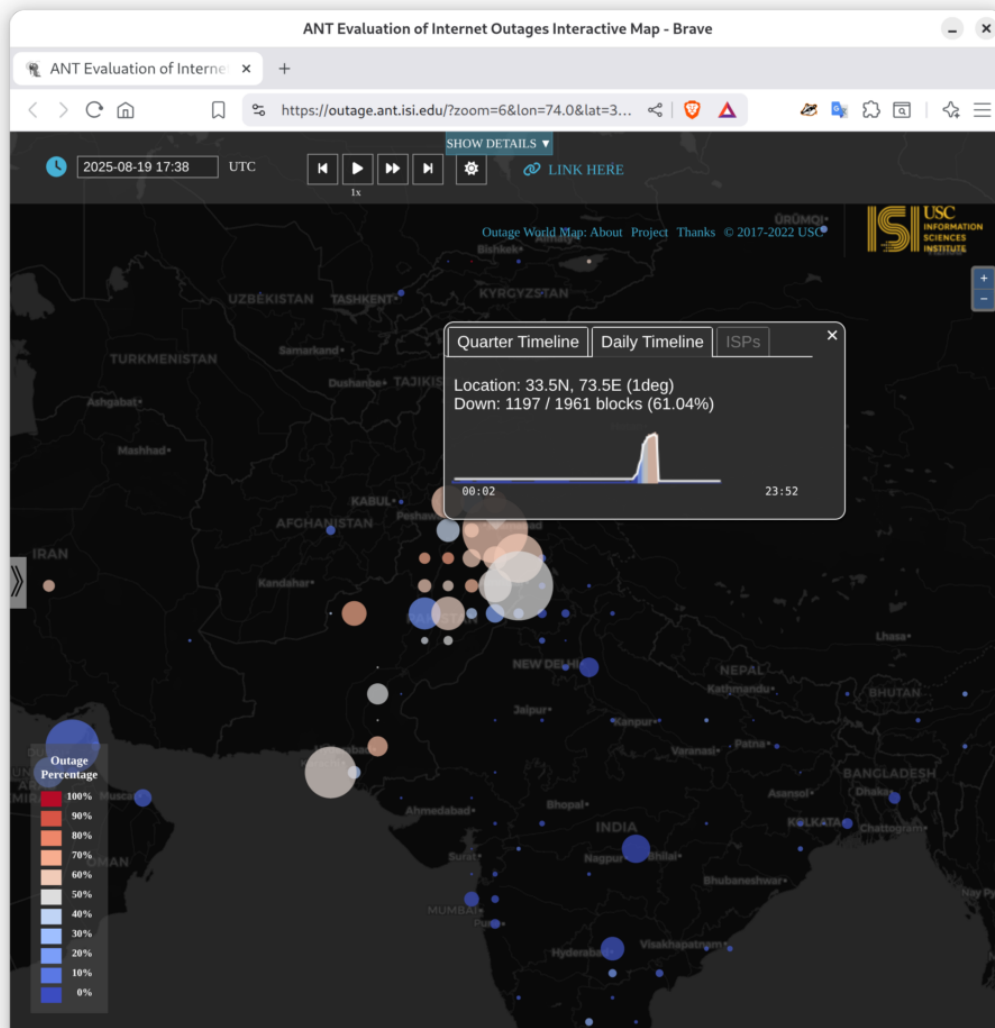 ANT Evaluation of Internet Outages Interactive Map - Brave
ANT Evaluation of Interne
https://outage.ant.isi.edu/?zoom=6&lon=74.0&lat=3...
SHOW DETAILS ▼
2025-08-19 17:38 UTC
LINK HERE
1x
ÜRÜMQI
USC
INFORMATION
SCIENCES
INSTITUTE
Outage World Map: About Project Thanks © 2017-2022 USC
Almaty
Bishkek
+
−
UZBEKISTAN
TASHKENT
KYRGYZSTAN
Quarter Timeline
Daily Timeline
ISPs
Samarkand
TURKMENISTAN
Dushanbe
TAJIKIS
Location: 33.5N, 73.5E (1deg)
Down: 1197 / 1961 blocks (61.04%)
Ashgabat
Mashhad
00:02
23:52
KABUL
Peshawar
AFGHANISTAN
IRAN
Kandahar
PAKISTAN
Lhasa
NEW DELHI
NEPAL
Kathmandu
BHUTAN
Jaipur
Kanpur
Varanasi
Patna
BANGLADESH
Dhaka
Asansol
KOLKATA
Chattogram
Muscat
OMAN
Ahmedabad
Bhopal
INDIA
Surat
Nagpur
Bhilai
Bhubaneshwar
MUMBAI
Pune
Hyderabad
Visakhapatnam
Outage
Percentage
100%
90%
80%
70%
60%
50%
40%
30%
20%
10%
0%